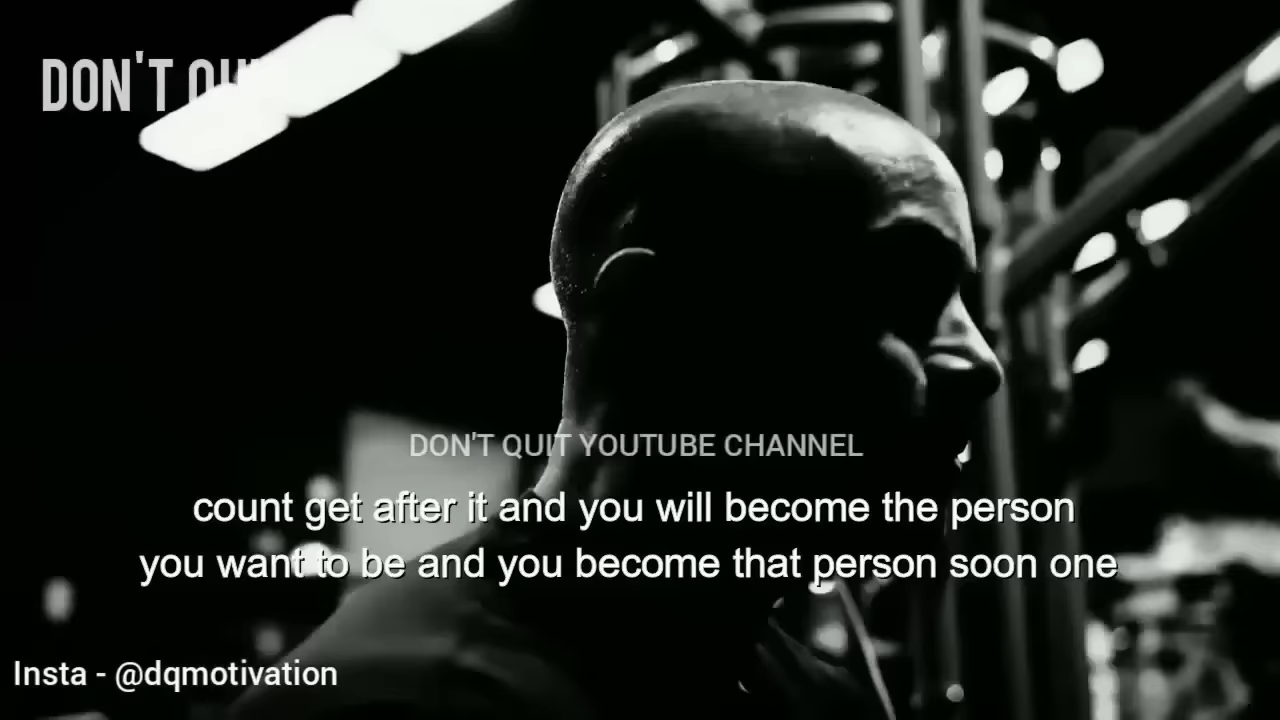 DON'T QUIT
DON'T QUIT YOUTUBE CHANNEL
count get after it and you will become the person
you want to be and you become that person soon one
Insta - @dqmotivation